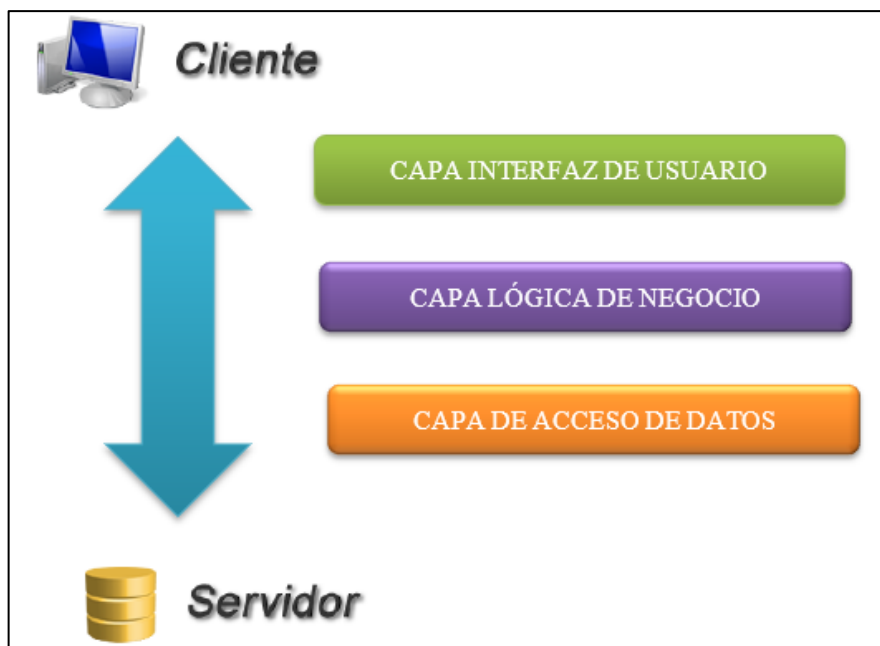 Cliente
CAPA INTERFAZ DE USUARIO
CAPA LÓGICA DE NEGOCIO
CAPA DE ACCESO DE DATOS
Servidor